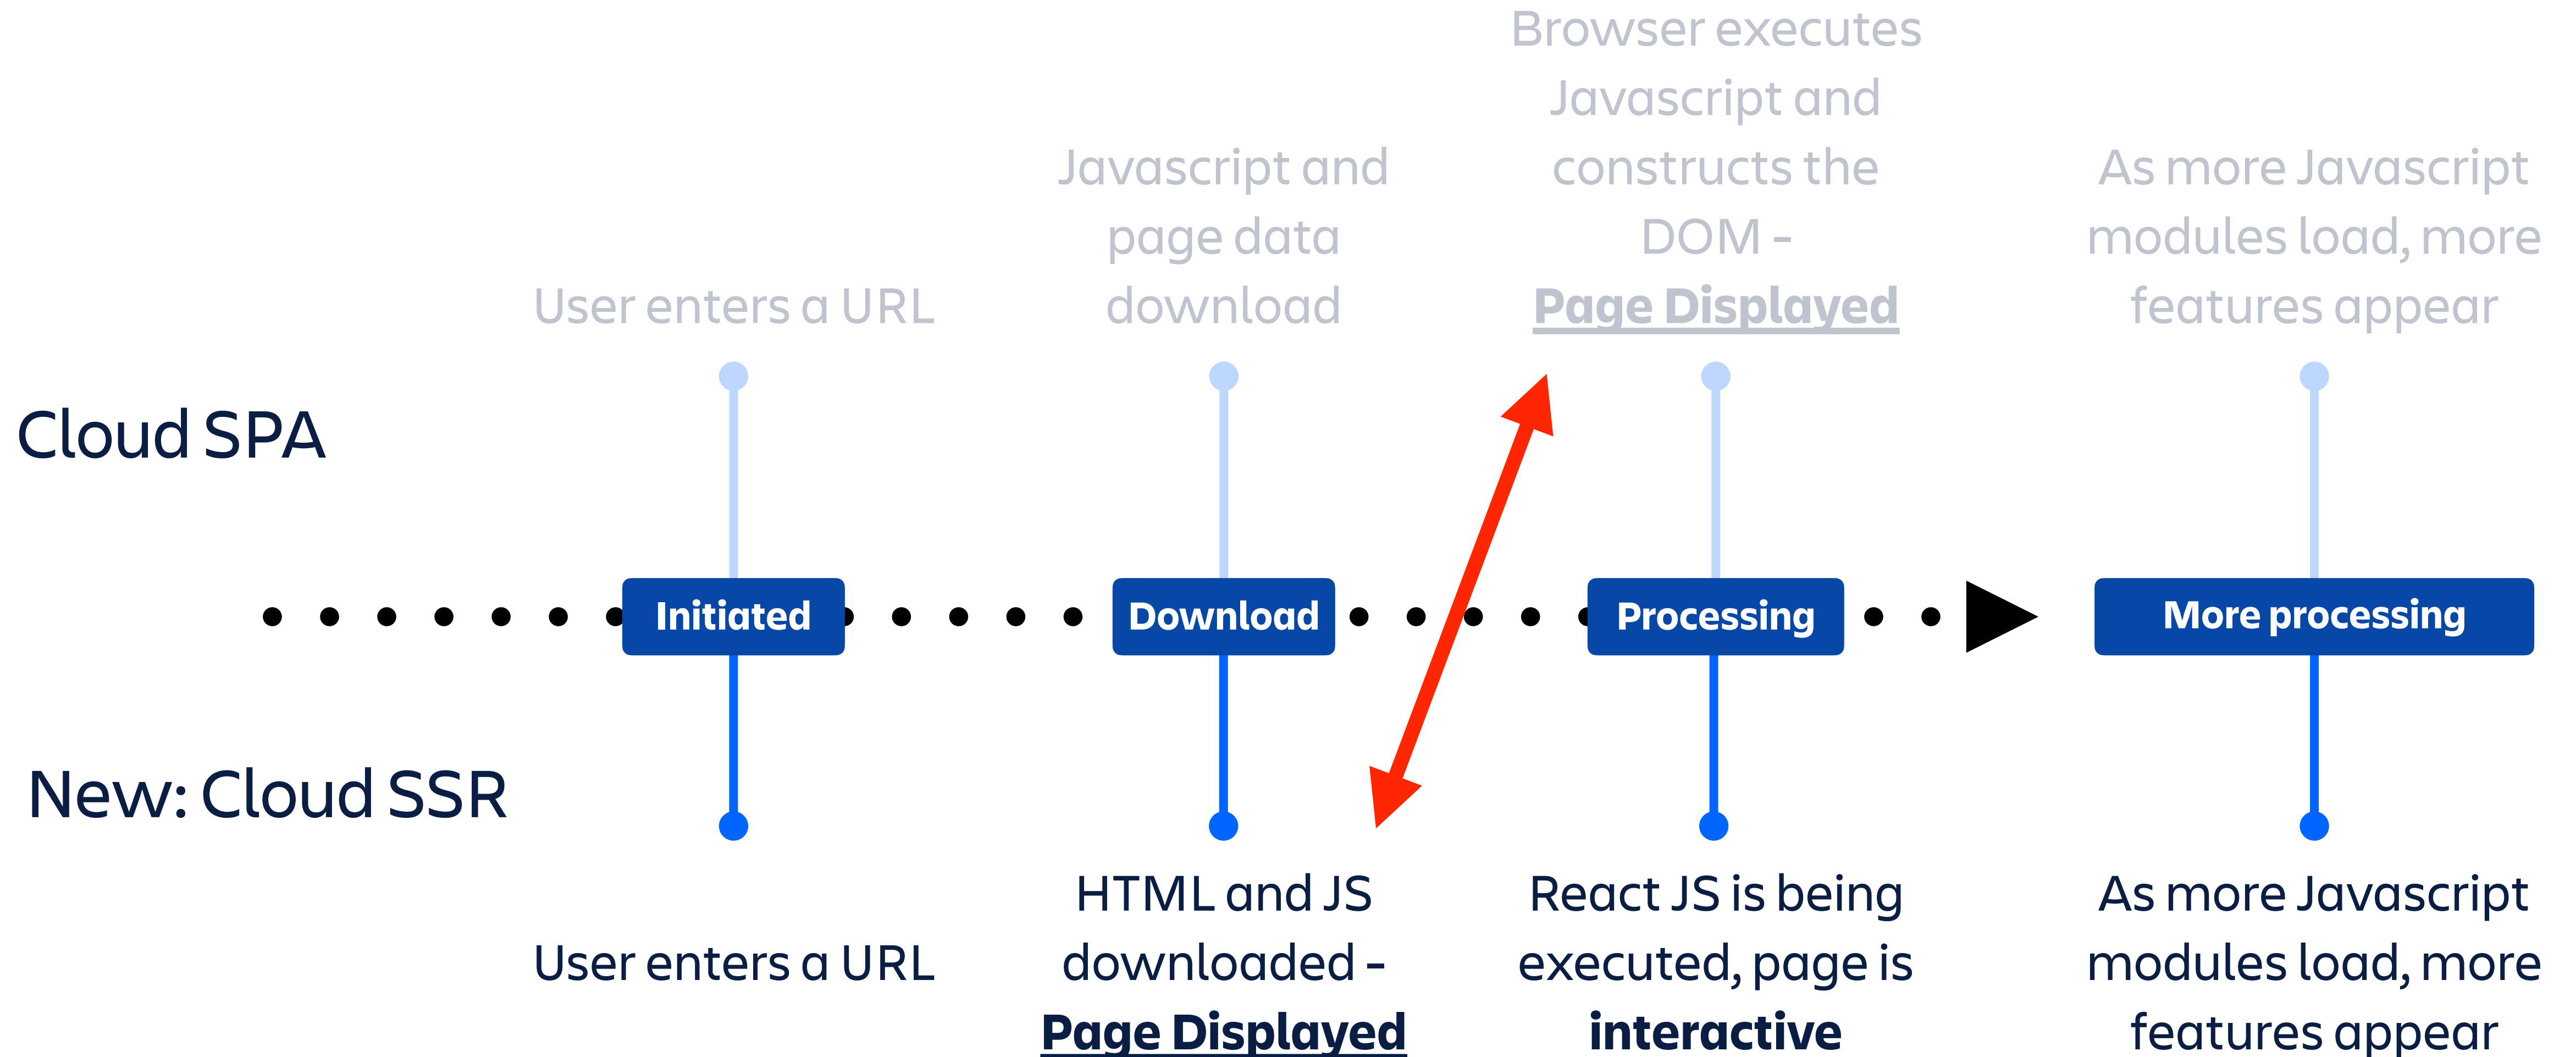 User enters a URL
Javascript and
page data
download
Browser executes
Javascript and
constructs the
DOM -
Page Displayed
As more Javascript
modules load, more
features appear
Cloud SPA
Initiated
Download
Processing
More processing
New: Cloud SSR
User enters a URL
HTML and JS
downloaded -
Page Displayed
React JS is being
executed, page is
interactive
As more Javascript
modules load, more
features appear